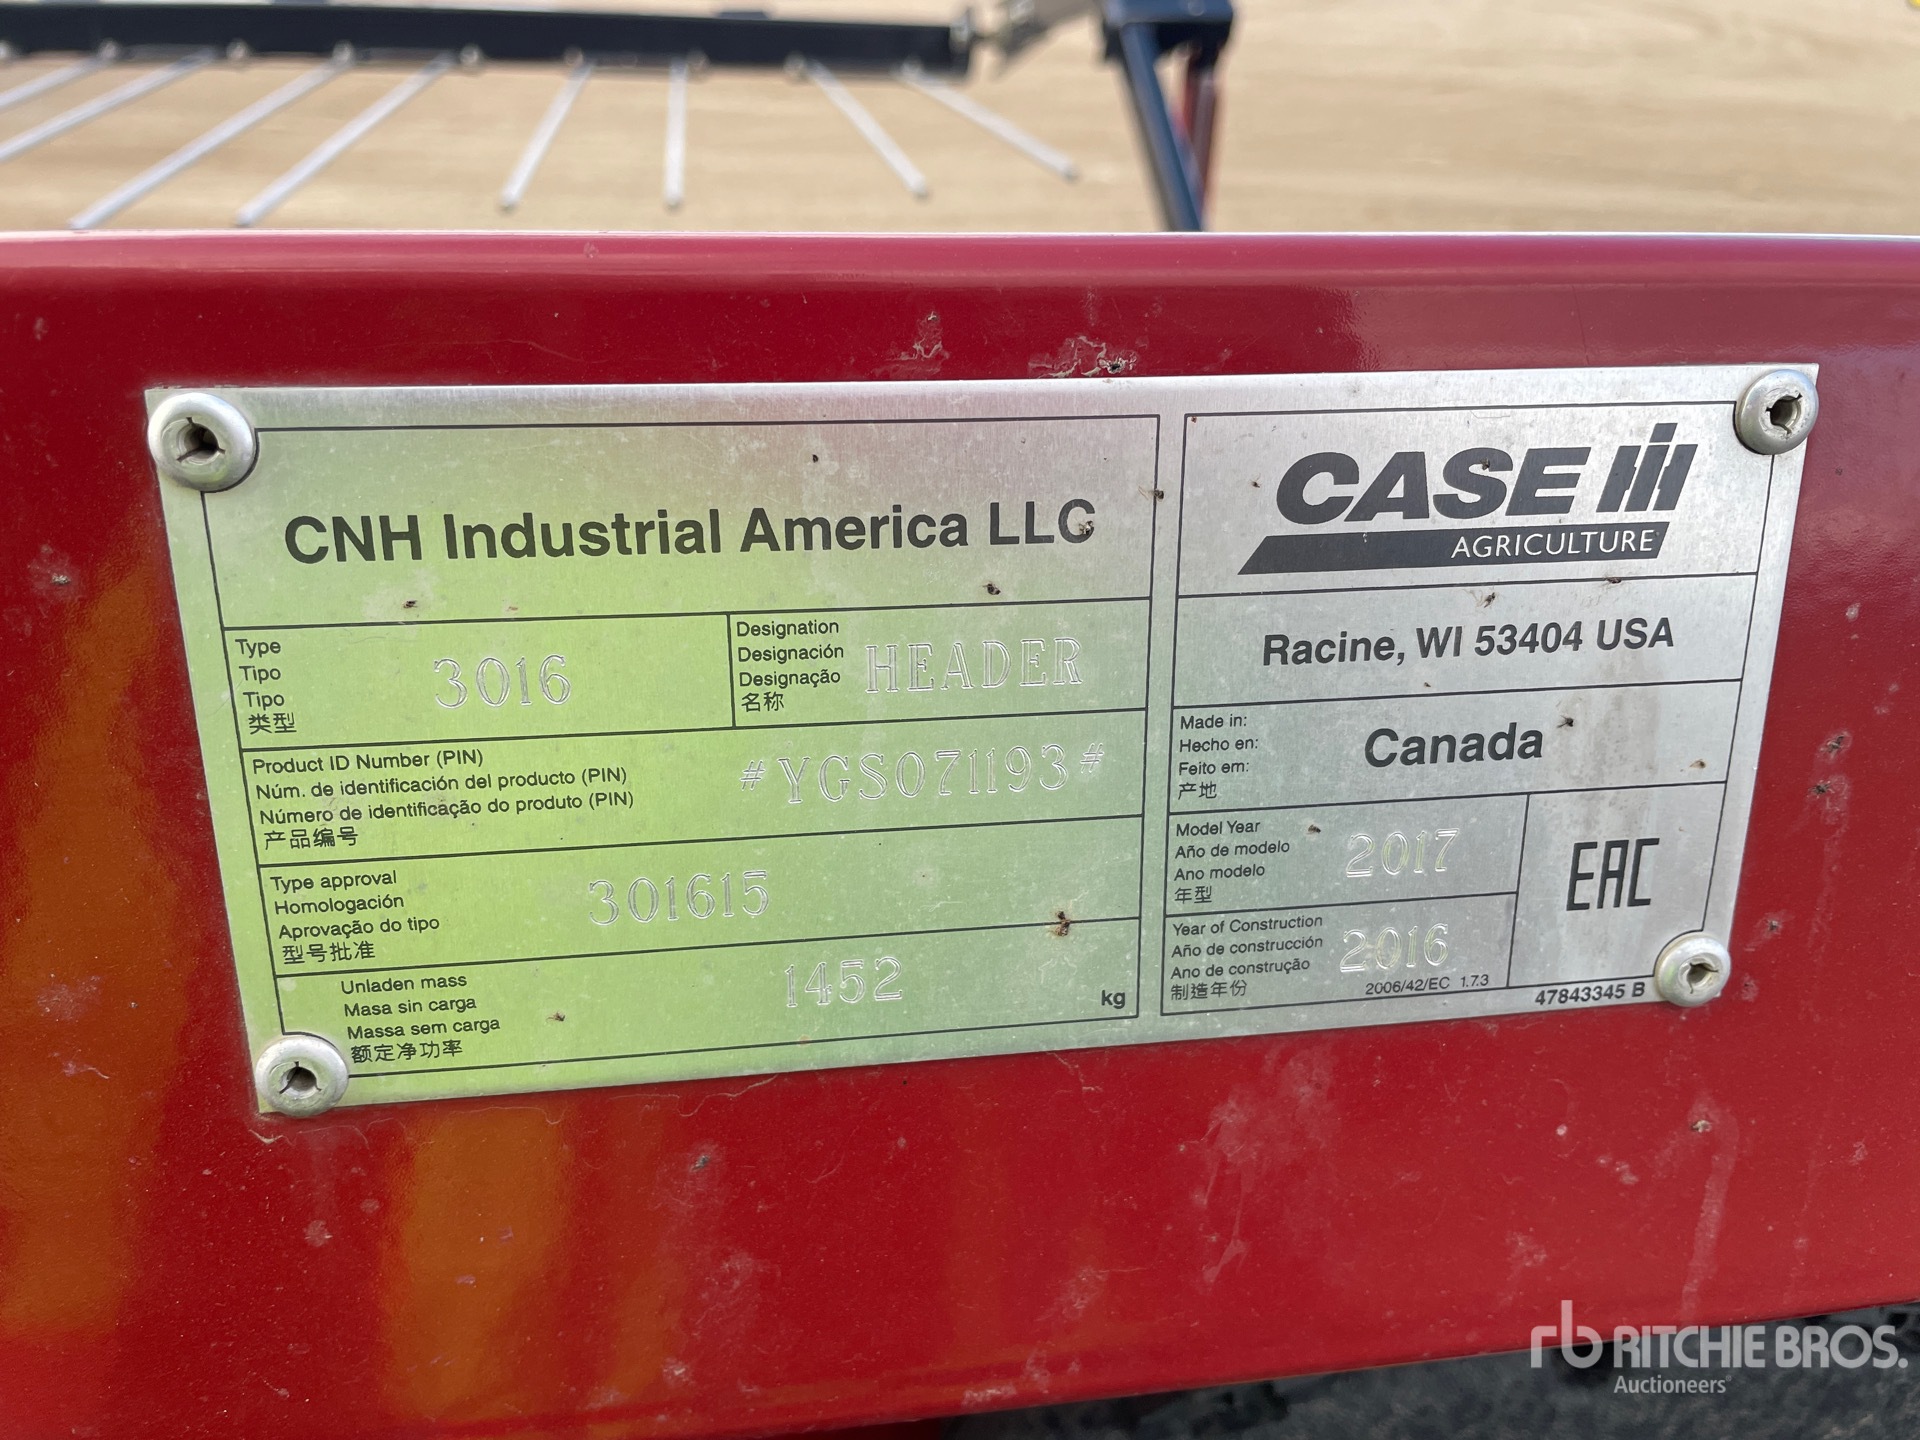 CNH Industrial America LLC
Type
Tipo
Tipo
类型
3016
Designation
Designación
Designação
名称
HEADER
Product ID Number (PIN)
Núm. de identificación del producto (PIN)
Número de identificação do produto (PIN)
产品编号
#YGS071193#
Type approval
Homologación
Aprovação do tipo
型号批准
301615
Unladen mass
Masa sin carga
Massa sem carga
额定净功率
1452
kg
CASE IH
AGRICULTURE
Racine, WI 53404 USA
Made in:
Hecho en:
Feito em:
产地
Canada
Model Year
Año de modelo
Ano modelo
年型
2017
Year of Construction
Año de construcción
Ano de construção
制造年份
2016
2006/42/EC 1.7.3
EAC
47843345 B
rb RITCHIE BROS.
Auctioneers